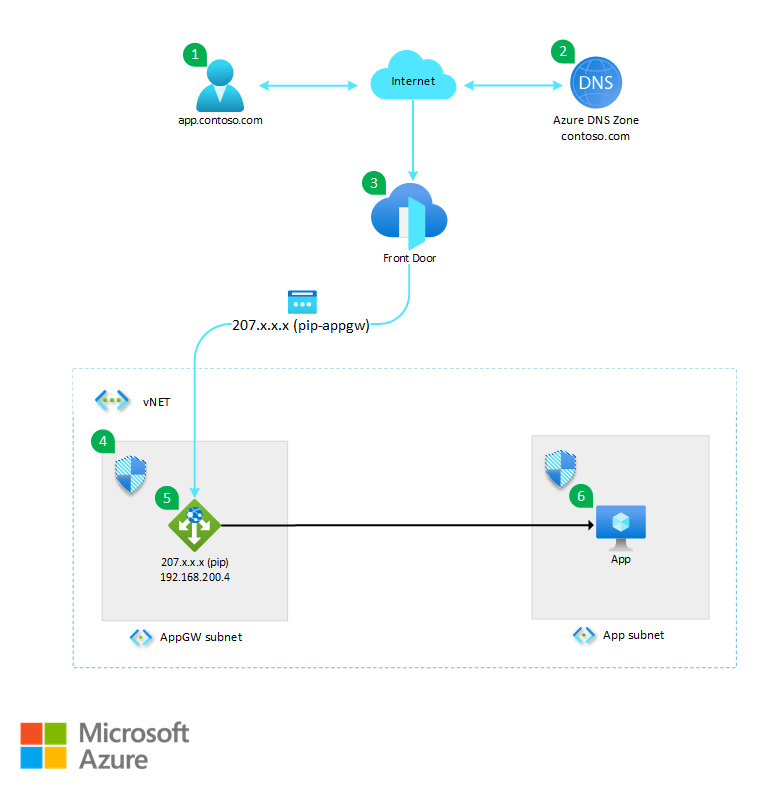 1
2
Internet
DNS
app.contoso.com
Azure DNS Zone
contoso.com
3
Front Door
207.x.x.x (pip-appgw)
vNET
4
5
6
207.x.x.x (pip)
192.168.200.4
App
AppGW subnet
App subnet
Microsoft
Azure